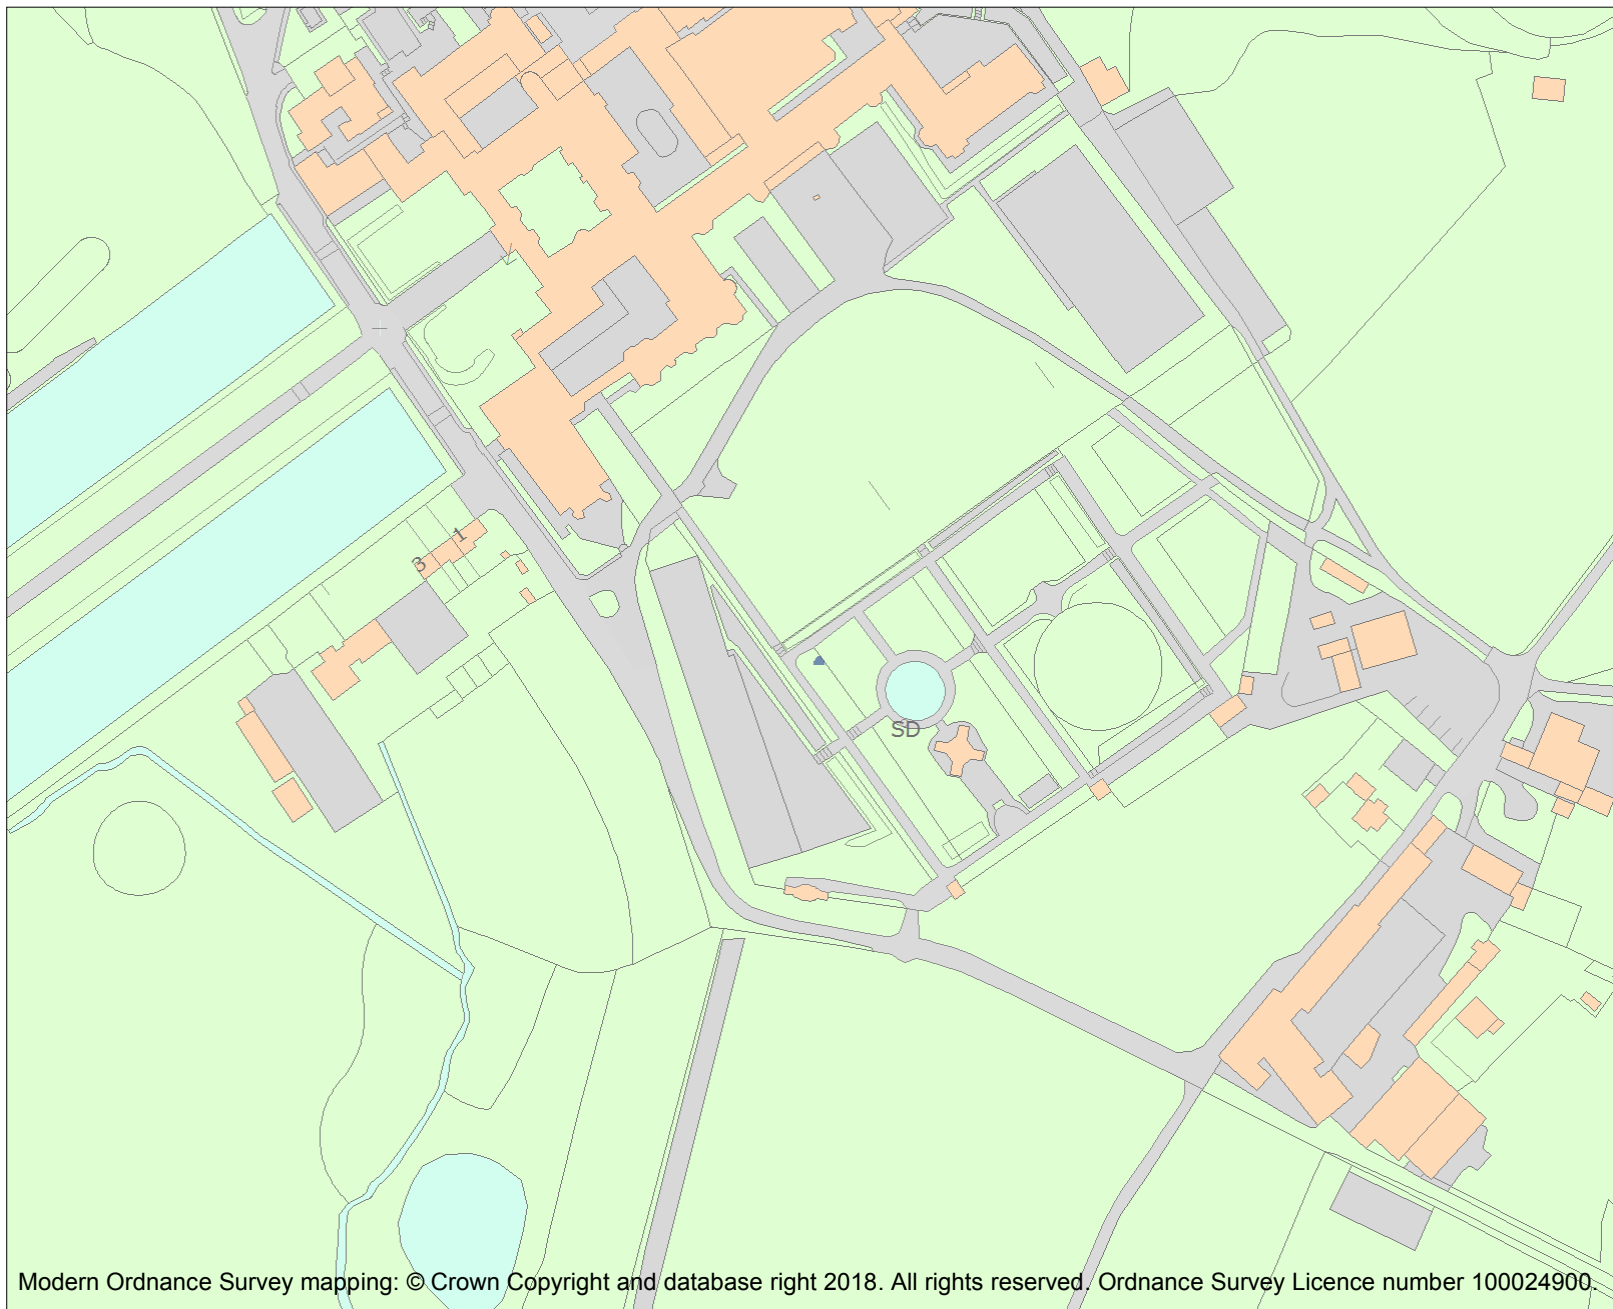 1
3
SD
Modern Ordnance Survey mapping: © Crown Copyright and database right 2018. All rights reserved. Ordnance Survey Licence number 100024900.